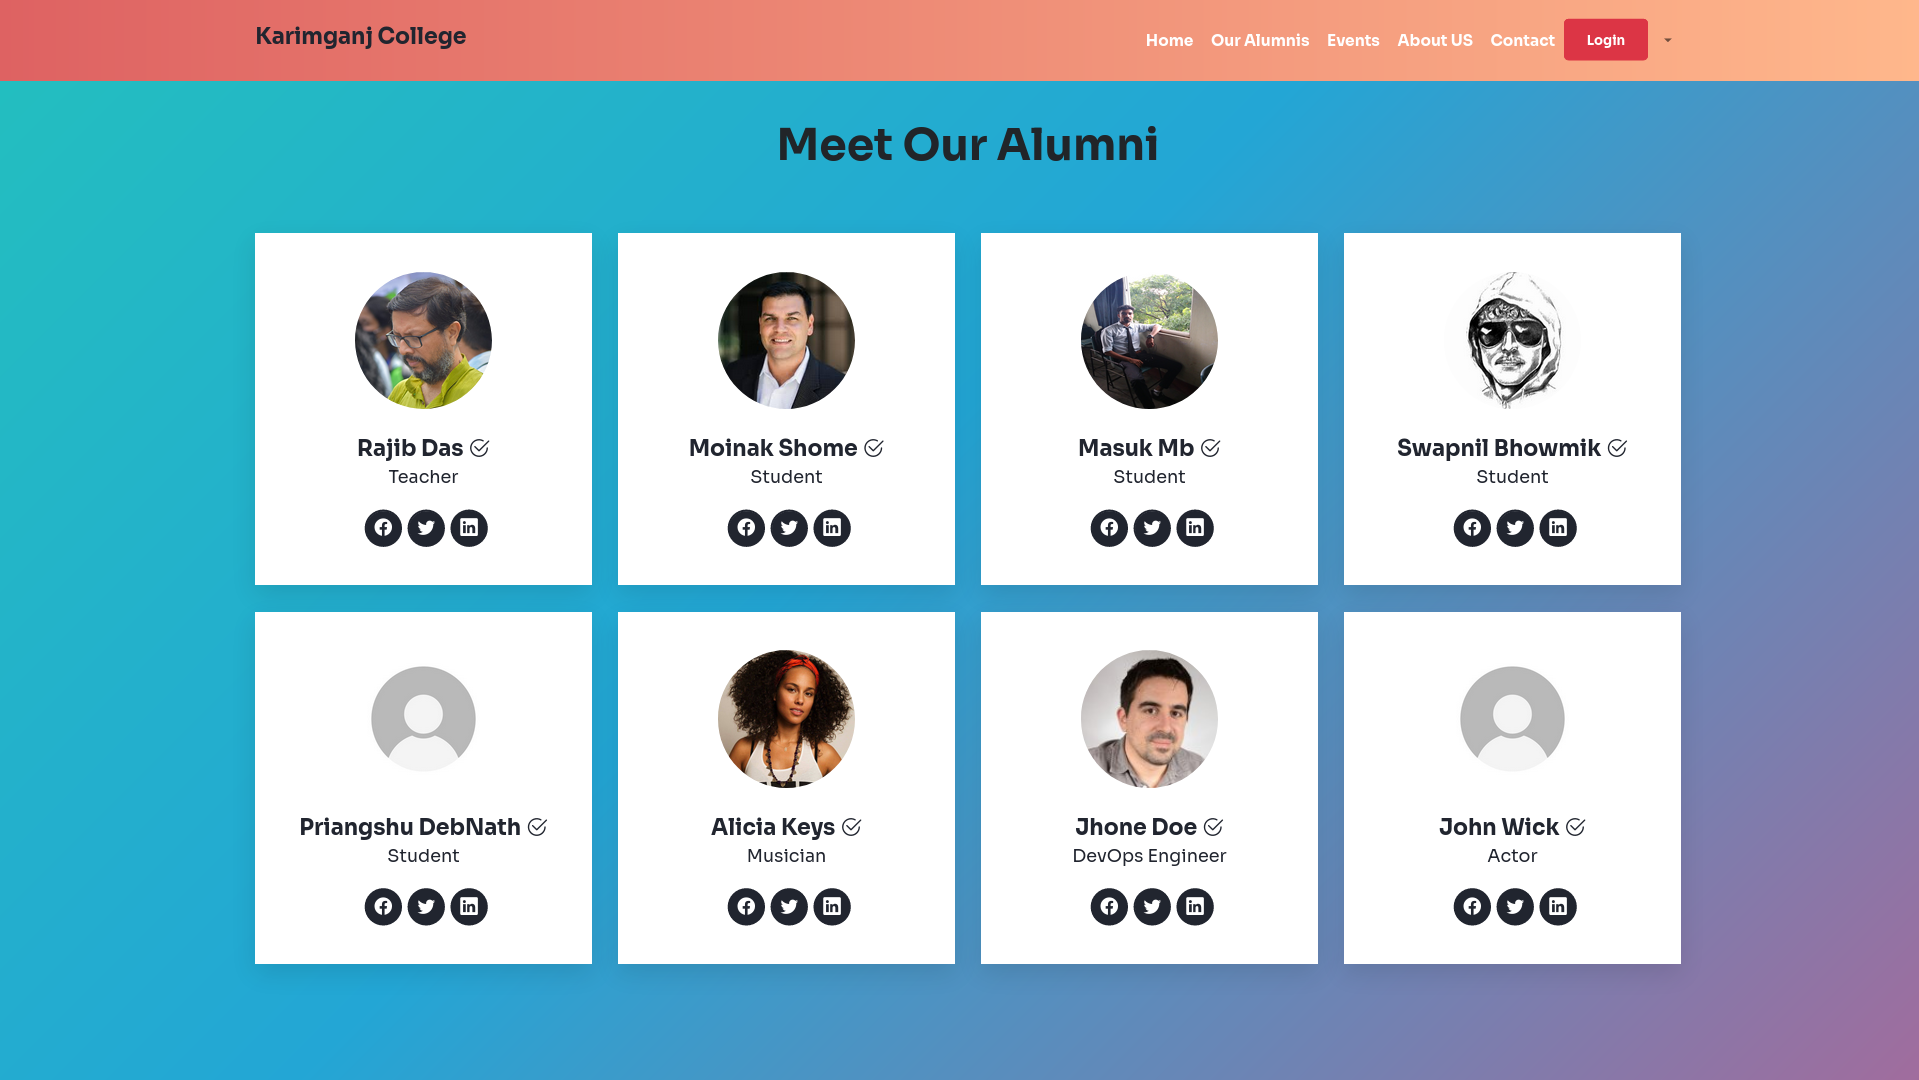 Karimganj College
Home Our Alumnis Events About US Contact Login
Meet Our Alumni
Rajib Das
Teacher
Moinak Shome
Student
Masuk Mb
Student
Swapnil Bhowmik
Student
Priangshu DebNath
Student
Alicia Keys
Musician
Jhone Doe
DevOps Engineer
John Wick
Actor